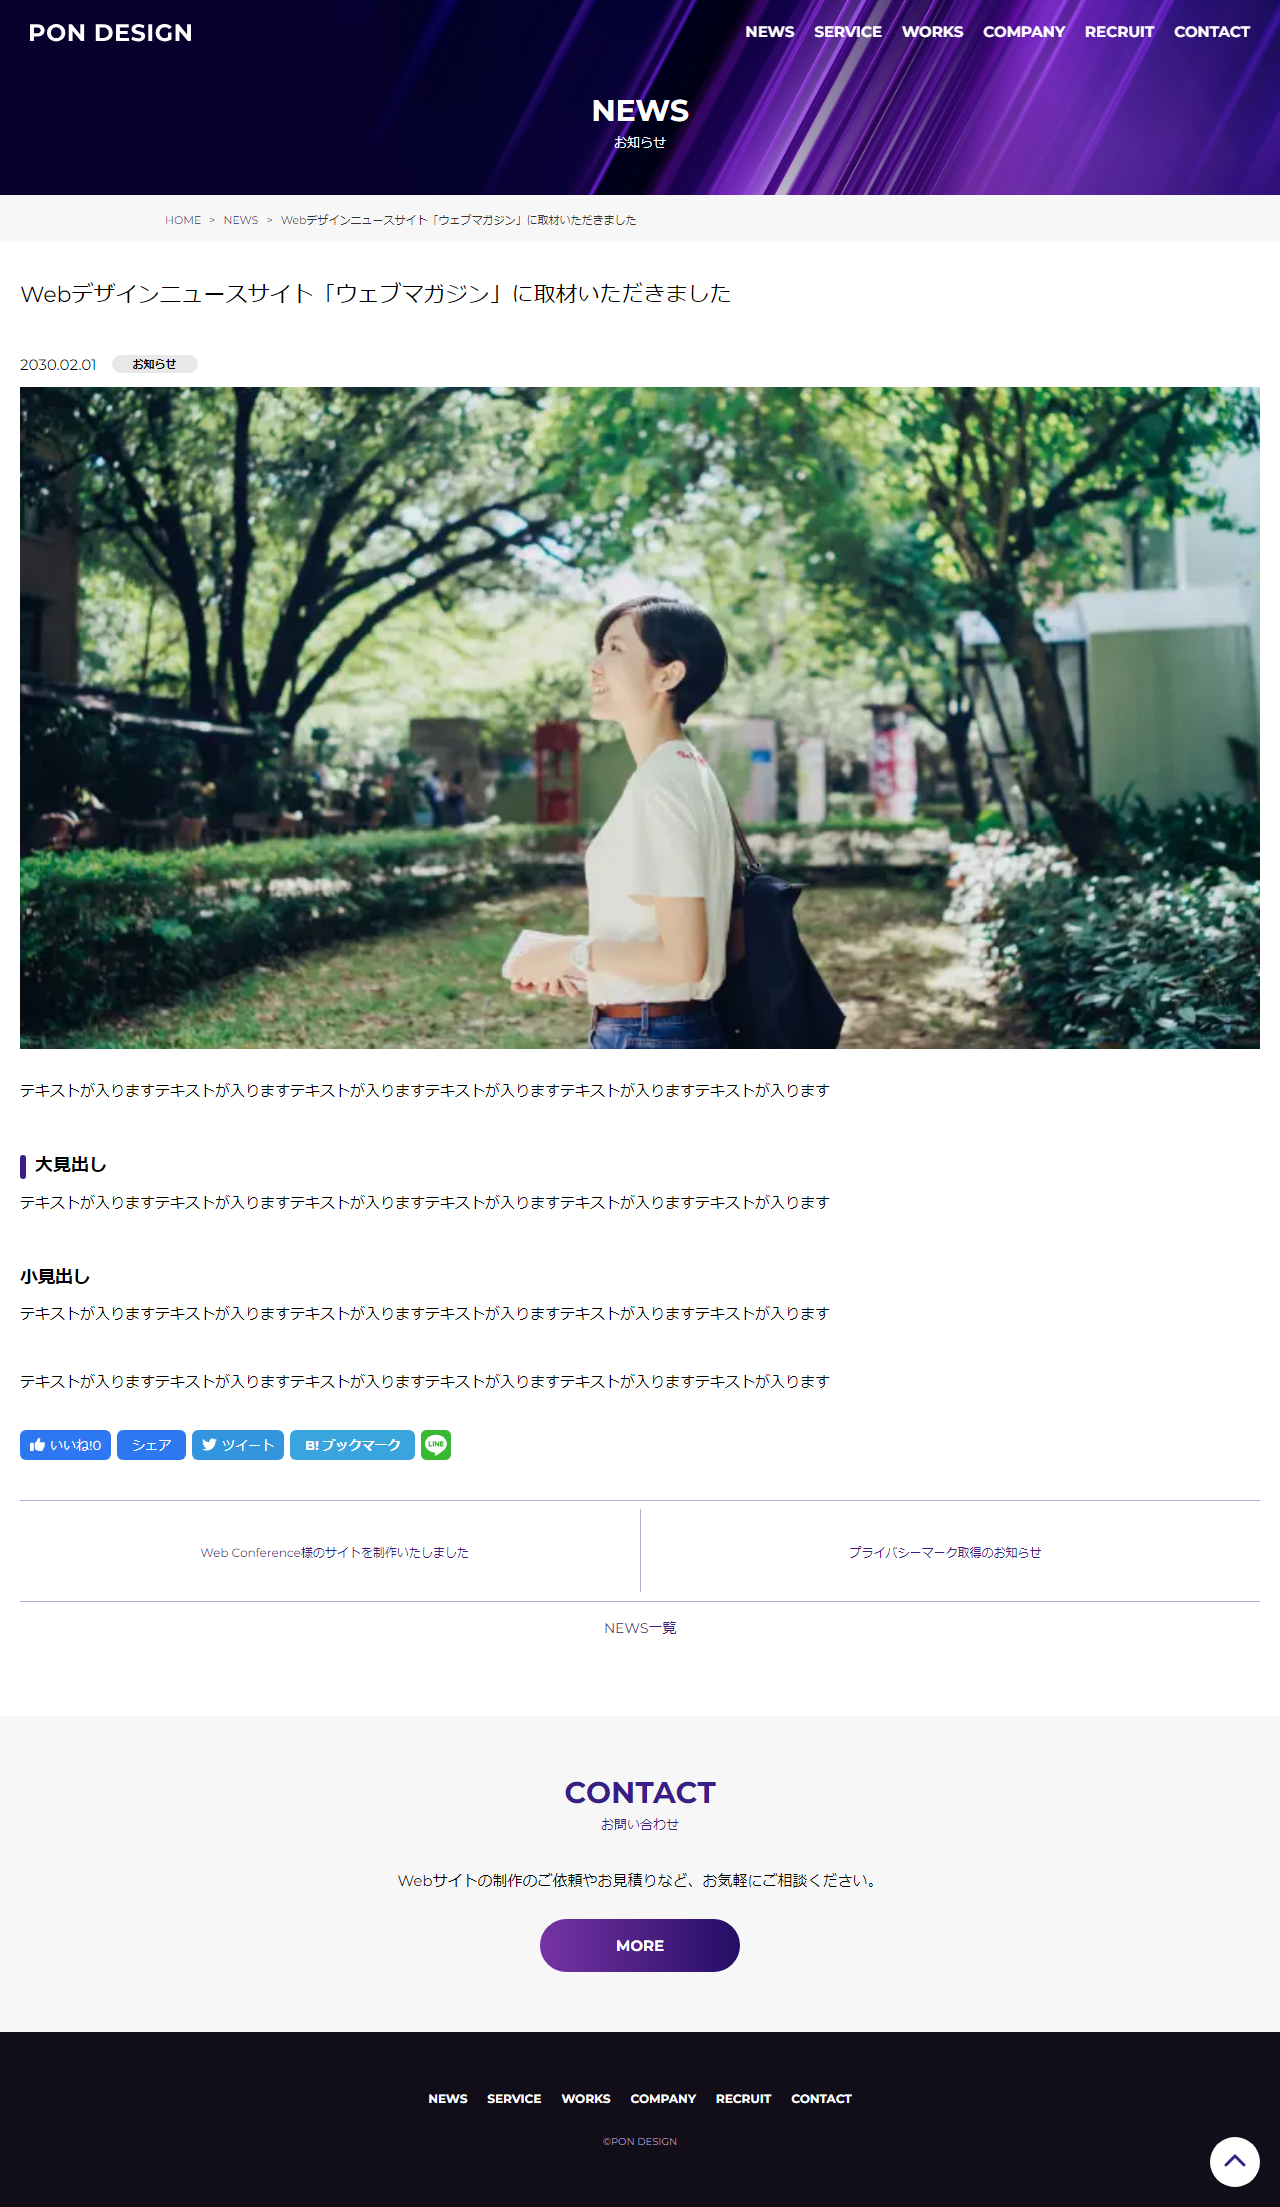 PON DESIGN
NEWS SERVICE WORKS COMPANY RECRUIT CONTACT
NEWS
お知らせ
HOME > NEWS > Webデザインニュースサイト「ウェブマガジン」に取材いただきました
Webデザインニュースサイト「ウェブマガジン」に取材いただきました
2030.02.01 お知らせ
テキストが入りますテキストが入りますテキストが入りますテキストが入りますテキストが入りますテキストが入ります
大見出し
テキストが入りますテキストが入りますテキストが入りますテキストが入りますテキストが入りますテキストが入ります
小見出し
テキストが入りますテキストが入りますテキストが入りますテキストが入りますテキストが入りますテキストが入ります
テキストが入りますテキストが入りますテキストが入りますテキストが入りますテキストが入りますテキストが入ります
いいね!0 シェア ツイート B! ブックマーク LINE
Web Conference様のサイトを制作いたしました プライバシーマーク取得のお知らせ
NEWS一覧
CONTACT
お問い合わせ
Webサイトの制作のご依頼やお見積りなど、お気軽にご相談ください。
MORE
NEWS SERVICE WORKS COMPANY RECRUIT CONTACT
©PON DESIGN